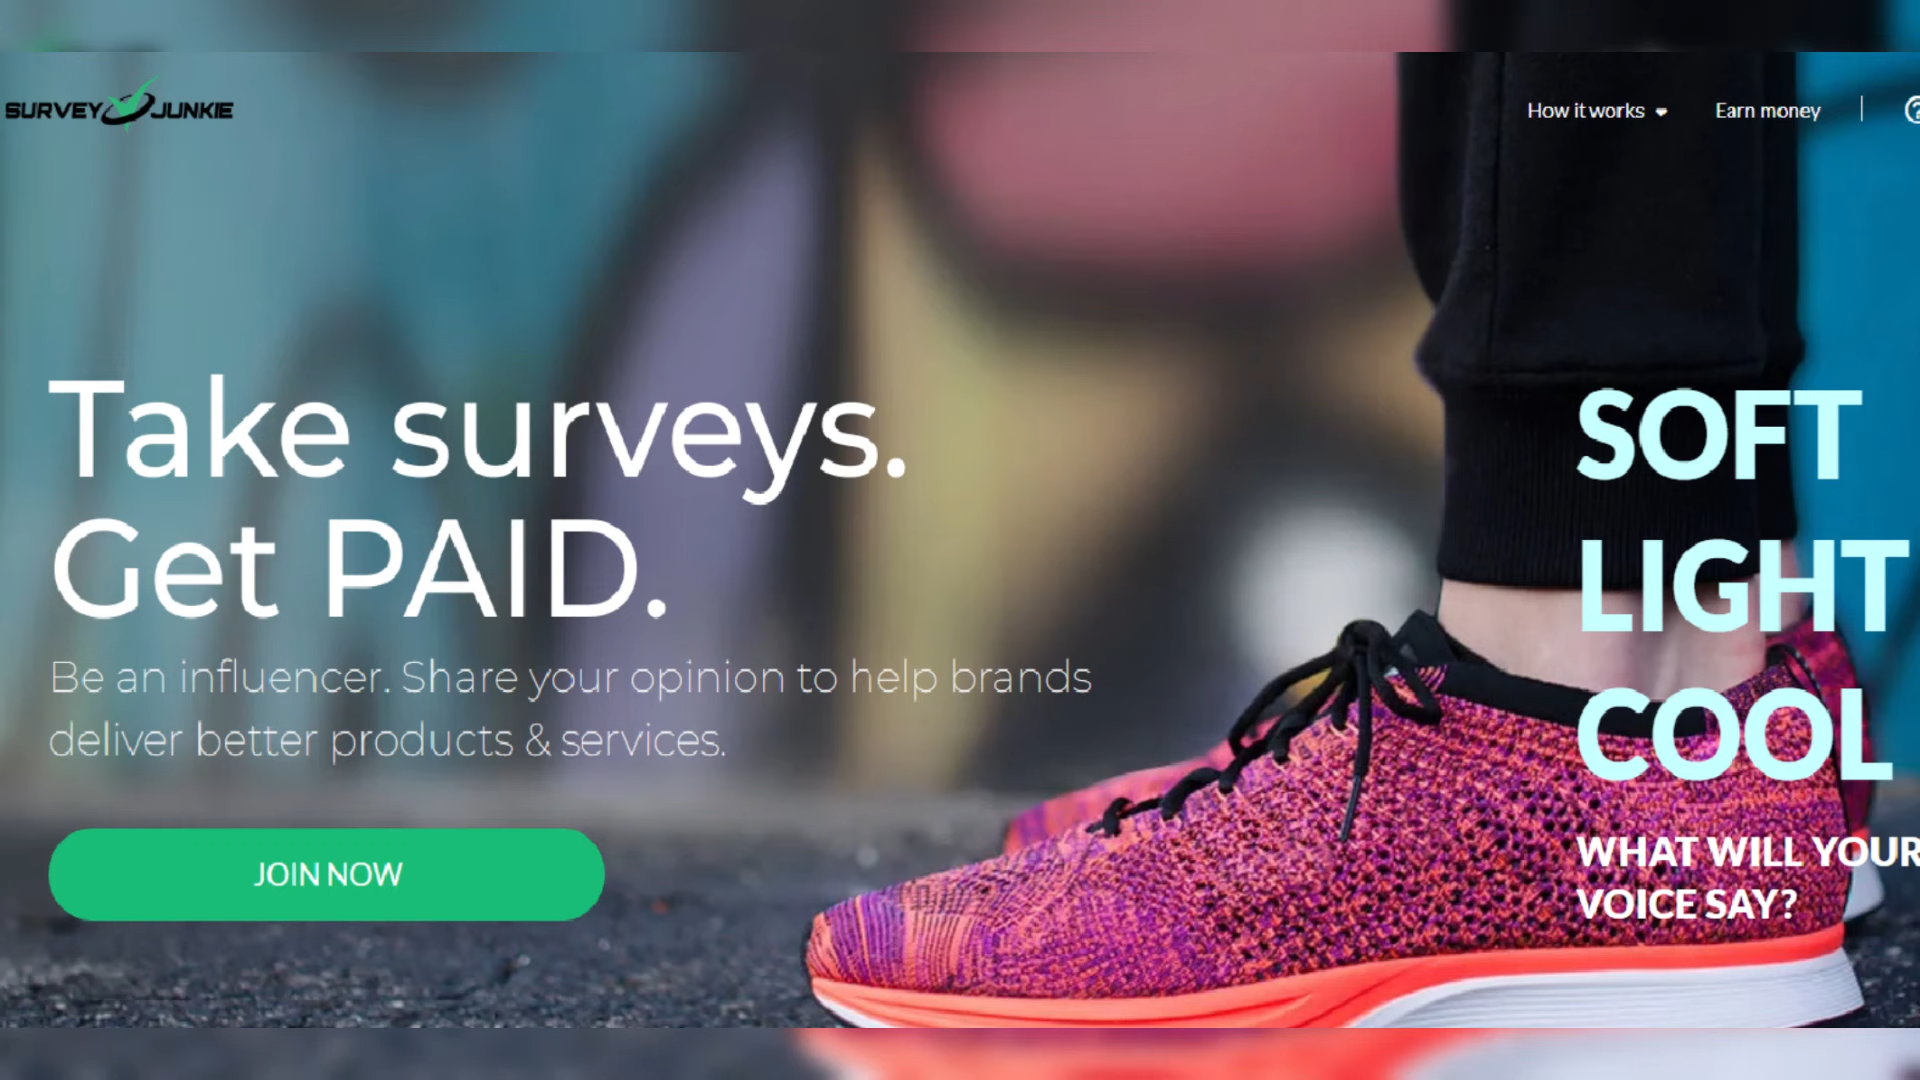 SURVEY JUNKIE
How it works
Earn money
Take surveys.
Get PAID.
Be an influencer. Share your opinion to help brands
deliver better products & services.
JOIN NOW
SOFT
LIGHT
COOL
WHAT WILL YOUR
VOICE SAY?